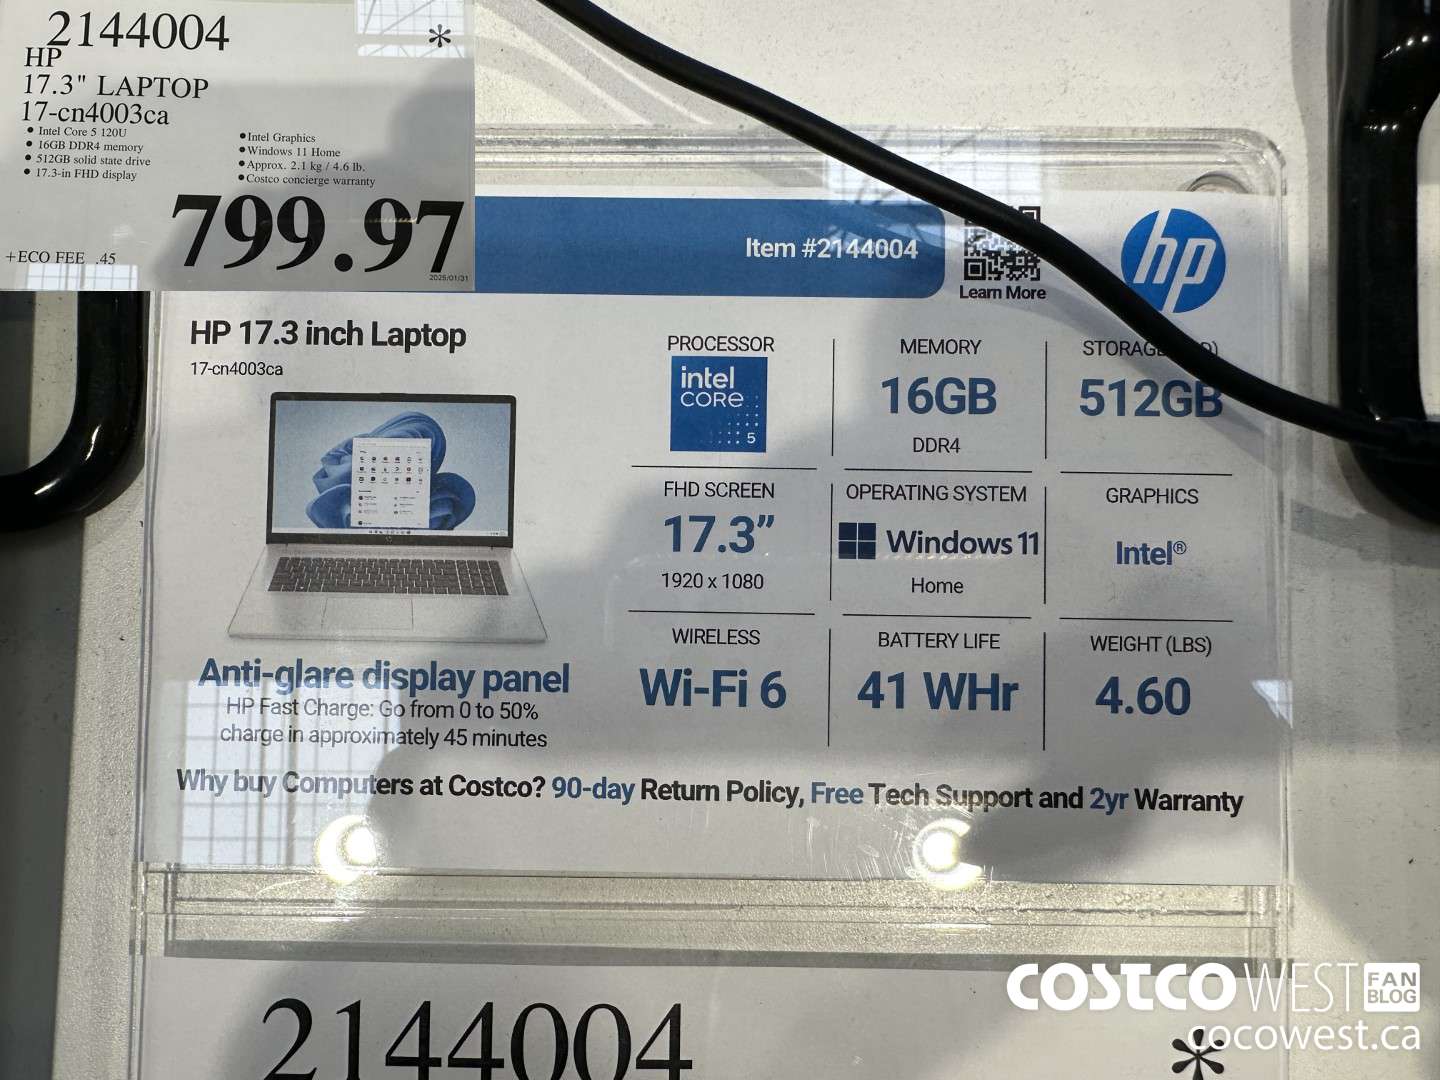 2144004
*
HP
17.3" LAPTOP
17-cn4003ca
• Intel Core 5 120U
• 16GB DDR4 memory
• 512GB solid state drive
• 17.3-in FHD display
• Intel Graphics
• Windows 11 Home
• Approx. 2.1 kg / 4.6 lb.
• Costco concierge warranty
799.97
+ECO FEE .45
2025/01/31
Item #2144004
Learn More
hp
HP 17.3 inch Laptop
17-cn4003ca
PROCESSOR
intel
CORE
5
MEMORY
16GB
DDR4
512GB
FHD SCREEN
17.3”
1920 x 1080
OPERATING SYSTEM
Windows 11
Home
GRAPHICS
Intel®
WIRELESS
Wi-Fi 6
BATTERY LIFE
41 WHr
WEIGHT (LBS)
4.60
Anti-glare display panel
HP Fast Charge: Go from 0 to 50%
charge in approximately 45 minutes
Why buy Computers at Costco? 90-day Return Policy, Free Tech Support and 2yr Warranty
2144004
*
COSTCO WEST FAN BLOG
cocowest.ca